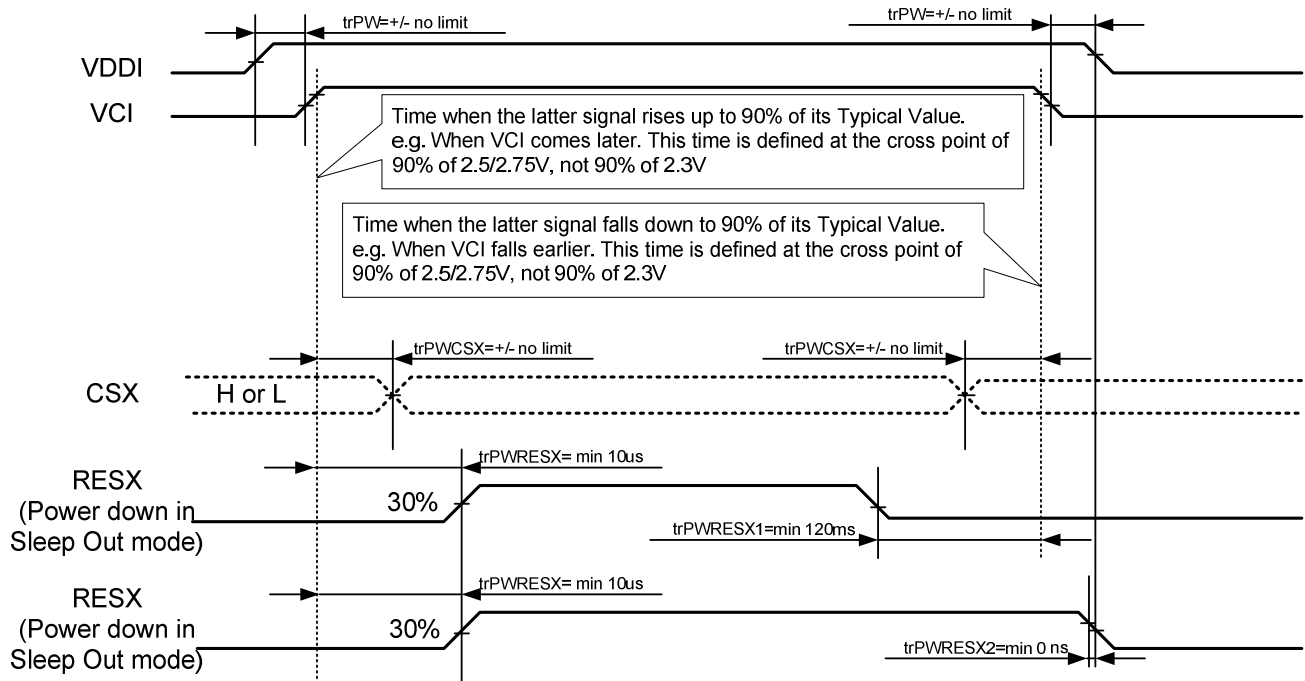 trPW=+/- no limit
trPW=+/- no limit
VDDI
VCI
Time when the latter signal rises up to 90% of its Typical Value.
e.g. When VCI comes later. This time is defined at the cross point of
90% of 2.5/2.75V, not 90% of 2.3V
Time when the latter signal falls down to 90% of its Typical Value.
e.g. When VCI falls earlier. This time is defined at the cross point of
90% of 2.5/2.75V, not 90% of 2.3V
trPWCSX=+/- no limit
trPWCSX=+/- no limit
CSX
H or L
trPWRESX= min 10us
RESX
(Power down in
Sleep Out mode)
30%
trPWRESX1=min 120ms
trPWRESX= min 10us
RESX
(Power down in
Sleep Out mode)
30%
trPWRESX2=min 0 ns